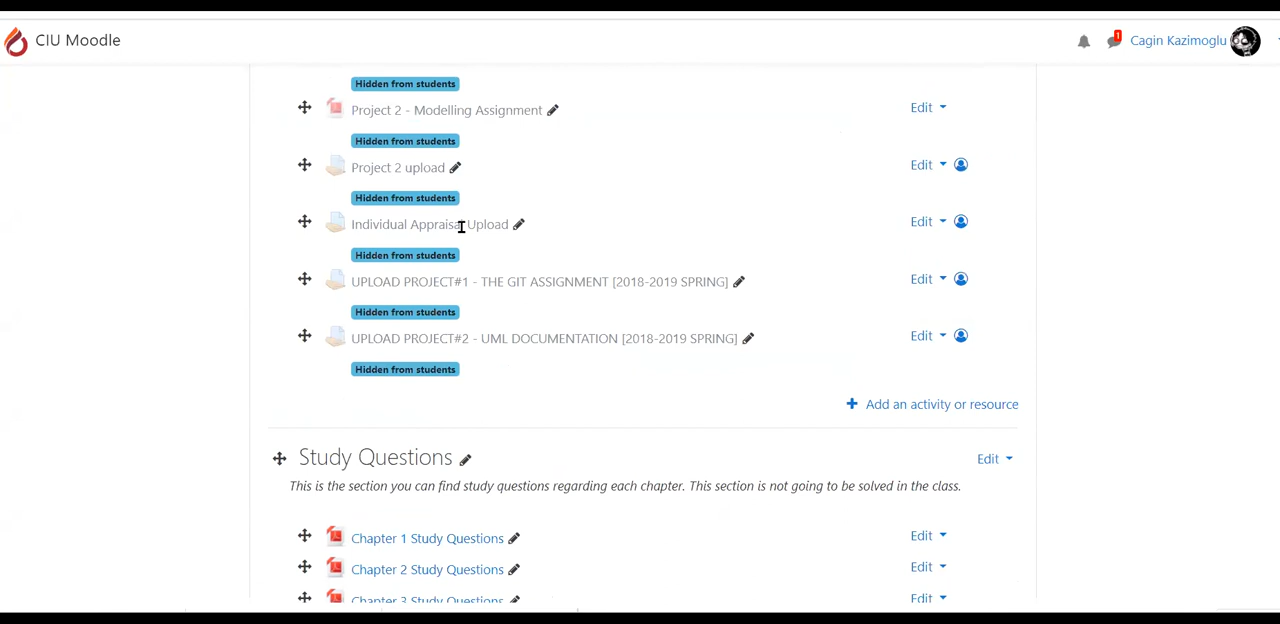 CIU Moodle
1
Cagin Kazimoglu
Hidden from students
Project 2 - Modelling Assignment
Edit
Hidden from students
Project 2 upload
Edit
Hidden from students
Individual Appraisal Upload
Edit
Hidden from students
UPLOAD PROJECT#1 - THE GIT ASSIGNMENT [2018-2019 SPRING]
Edit
Hidden from students
UPLOAD PROJECT#2 - UML DOCUMENTATION [2018-2019 SPRING]
Edit
Hidden from students
Add an activity or resource
Study Questions
Edit
This is the section you can find study questions regarding each chapter. This section is not going to be solved in the class.
Chapter 1 Study Questions
Edit
Chapter 2 Study Questions
Edit
Chapter 3 Study Questions
Edit